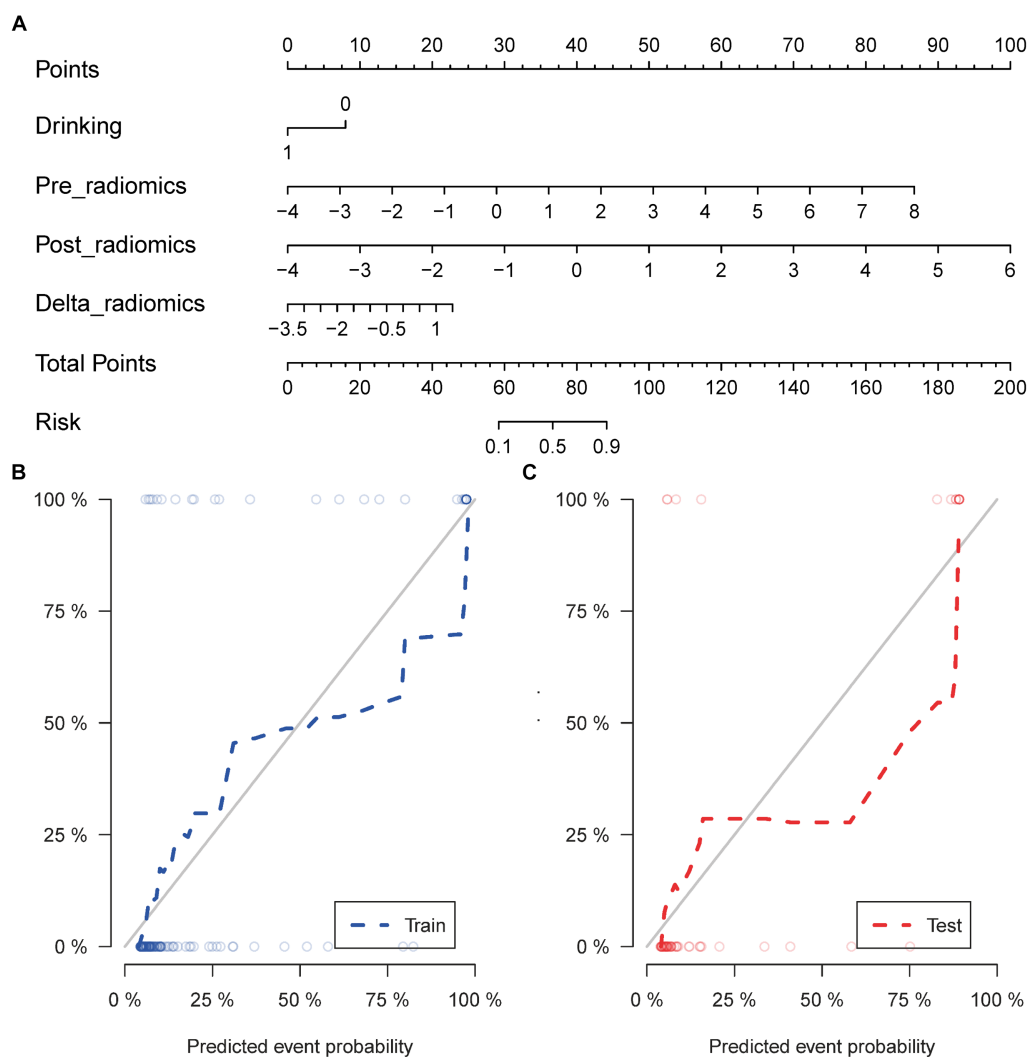 A
Points
0 10 20 30 40 50 60 70 80 90 100
Drinking
0
1
Pre_radiomics
−4 −3 −2 −1 0 1 2 3 4 5 6 7 8
Post_radiomics
−4 −3 −2 −1 0 1 2 3 4 5 6
Delta_radiomics
−3.5 −2 −0.5 1
Total Points
0 20 40 60 80 100 120 140 160 180 200
Risk
0.1 0.5 0.9
B
100 %
75 %
50 %
25 %
0 %
Train
0 % 25 % 50 % 75 % 100 %
Predicted event probability
C
100 %
75 %
50 %
25 %
0 %
Test
0 % 25 % 50 % 75 % 100 %
Predicted event probability